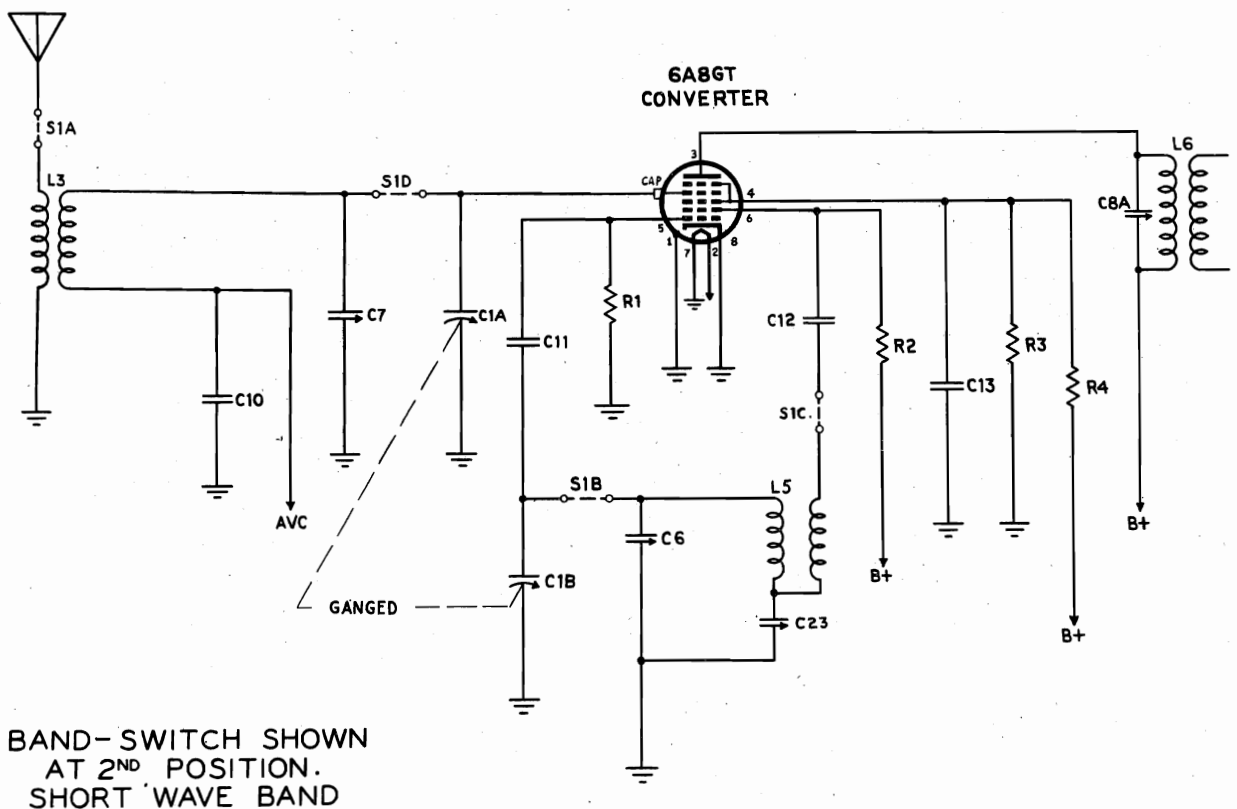 6A8GT
CONVERTER
S1A
L3
S1D
CAP
3
4
5
6
1
7
2
8
L6
C8A
C7
C1A
R1
C11
C12
R2
C13
R3
R4
C10
S1C.
AVC
S1B
L5
C6
B+
B+
C1B
GANGED
C23
B+
BAND-SWITCH SHOWN
AT 2ND POSITION.
SHORT WAVE BAND